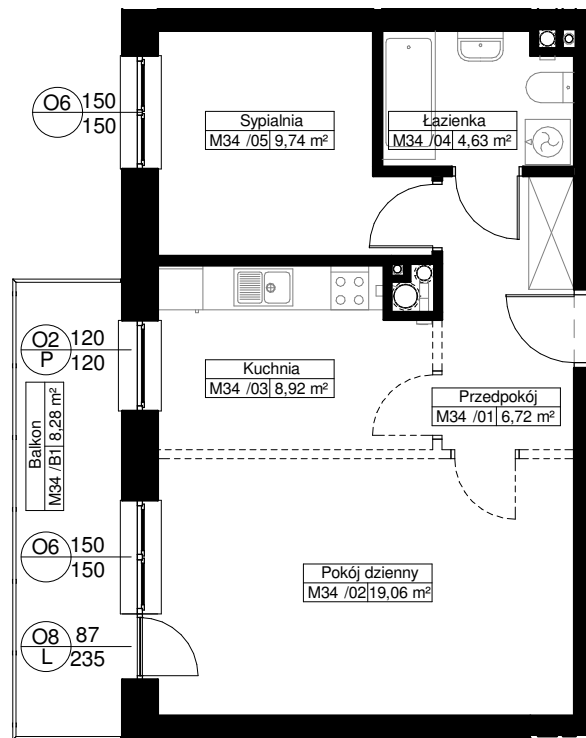 O6 150
150
Sypialnia
M34 /05 9,74 m²
Łazienka
M34 /04 4,63 m²
O2 120
P 120
Kuchnia
M34 /03 8,92 m²
Przedpokój
M34 /01 6,72 m²
Balkon
M34 /B1 8,28 m²
O6 150
150
Pokój dzienny
M34 /02 19,06 m²
O8 87
L 235